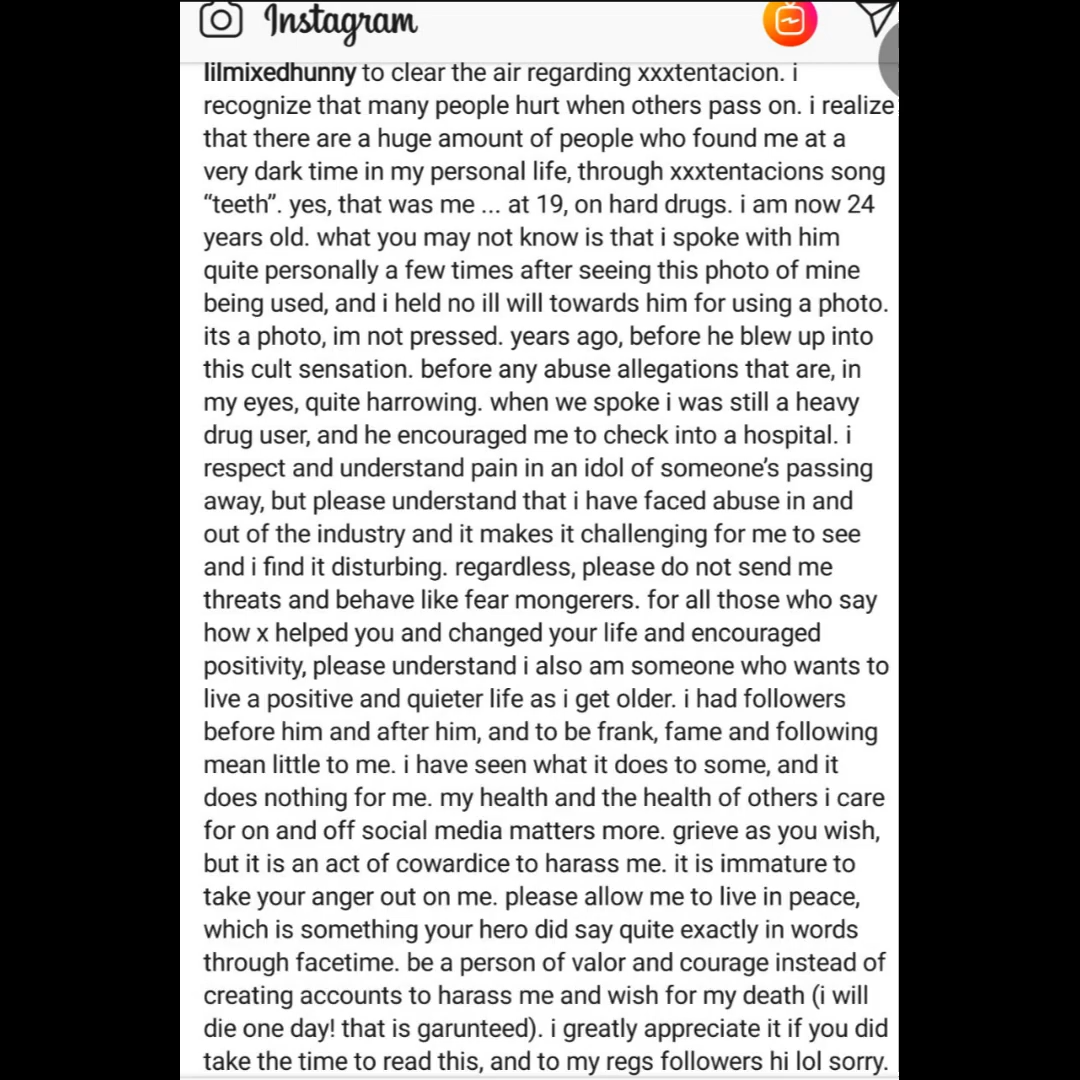 Instagram
lilmixedhunny to clear the air regarding xxxtentacion. i
recognize that many people hurt when others pass on. i realize
that there are a huge amount of people who found me at a
very dark time in my personal life, through xxxtentacions song
“teeth”. yes, that was me ... at 19, on hard drugs. i am now 24
years old. what you may not know is that i spoke with him
quite personally a few times after seeing this photo of mine
being used, and i held no ill will towards him for using a photo.
its a photo, im not pressed. years ago, before he blew up into
this cult sensation. before any abuse allegations that are, in
my eyes, quite harrowing. when we spoke i was still a heavy
drug user, and he encouraged me to check into a hospital. i
respect and understand pain in an idol of someone’s passing
away, but please understand that i have faced abuse in and
out of the industry and it makes it challenging for me to see
and i find it disturbing. regardless, please do not send me
threats and behave like fear mongerers. for all those who say
how x helped you and changed your life and encouraged
positivity, please understand i also am someone who wants to
live a positive and quieter life as i get older. i had followers
before him and after him, and to be frank, fame and following
mean little to me. i have seen what it does to some, and it
does nothing for me. my health and the health of others i care
for on and off social media matters more. grieve as you wish,
but it is an act of cowardice to harass me. it is immature to
take your anger out on me. please allow me to live in peace,
which is something your hero did say quite exactly in words
through facetime. be a person of valor and courage instead of
creating accounts to harass me and wish for my death (i will
die one day! that is garunteed). i greatly appreciate it if you did
take the time to read this, and to my regs followers hi lol sorry.